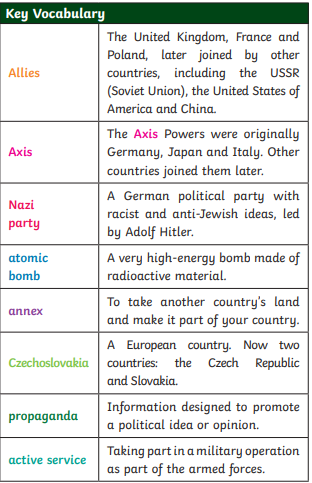 Key Vocabulary
Allies
The United Kingdom, France and
Poland, later joined by other
countries, including the USSR
(Soviet Union), the United States of
America and China.
Axis
The Axis Powers were originally
Germany, Japan and Italy. Other
countries joined them later.
Nazi
party
A German political party with
racist and anti-Jewish ideas, led
by Adolf Hitler.
atomic
bomb
A very high-energy bomb made of
radioactive material.
annex
To take another country's land
and make it part of your country.
Czechoslovakia
A European country. Now two
countries: the Czech Republic
and Slovakia.
propaganda
Information designed to promote
a political idea or opinion.
active service
Taking part in a military operation
as part of the armed forces.